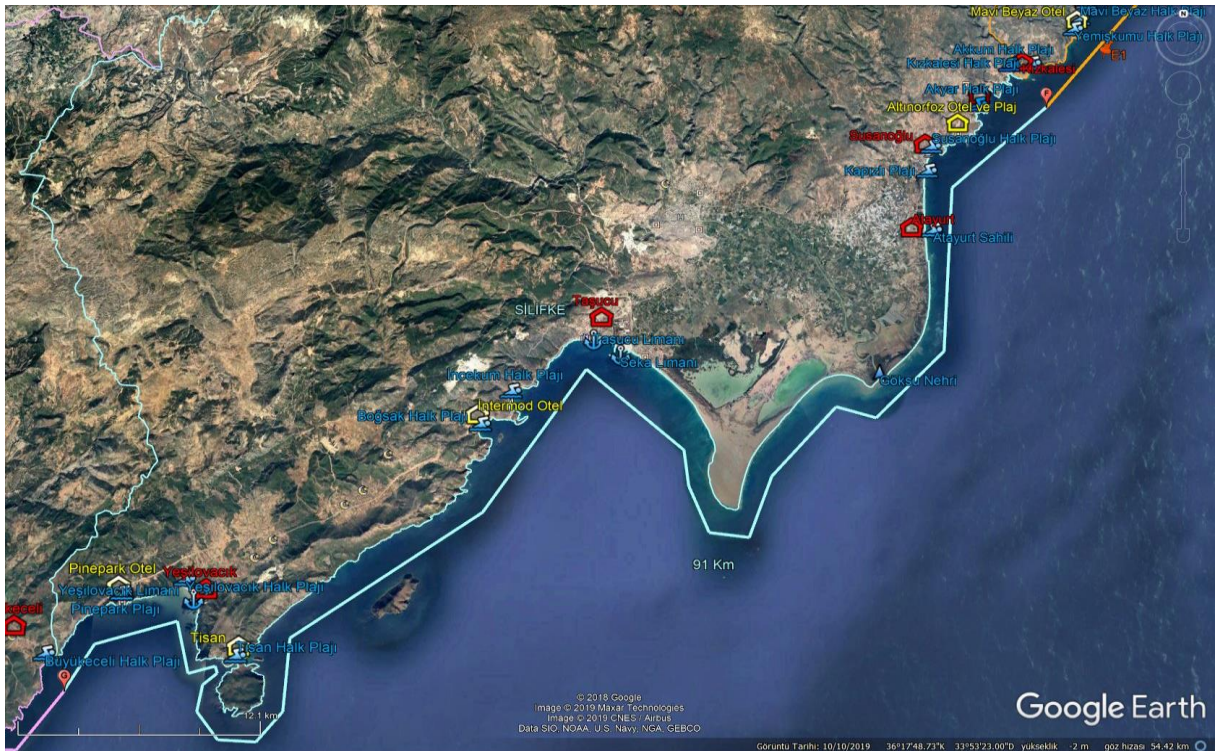 Mavi Beyaz Otel
Mavi Beyaz Halk Plajı
Yemişkumu Halk Plajı
N
E1
Akkum Halk Plajı
Kızkalesi Halk Plajı
Kızkalesi
F
Akyar Halk Plajı
Altınorfoz Otel ve Plaj
Susanoğlu
Susanoğlu Halk Plajı
Kapızlı Plajı
Atayurt
Atayurt Sahili
Taşucu
SİLİFKE
Taşucu Limanı
Seka Limanı
Göksu Nehri
İncekum Halk Plajı
Intermod Otel
Boğsak Halk Plajı
91 Km
Pinepark Otel
Yeşilovacık
Yeşilovacık Limanı
Yeşilovacık Halk Plajı
Pinepark Plajı
Tisan
Tisan Halk Plajı
Büyükeceli Halk Plajı
G
12.1 km
© 2018 Google
Image © 2019 Maxar Technologies
Image © 2019 CNES / Airbus
Data SIO, NOAA, U.S. Navy, NGA, GEBCO
Google Earth
Görüntü Tarihi: 10/10/2019 36°17'48.73"K 33°53'23.00"D yükseklik -2 m göz hizası 54.42 km